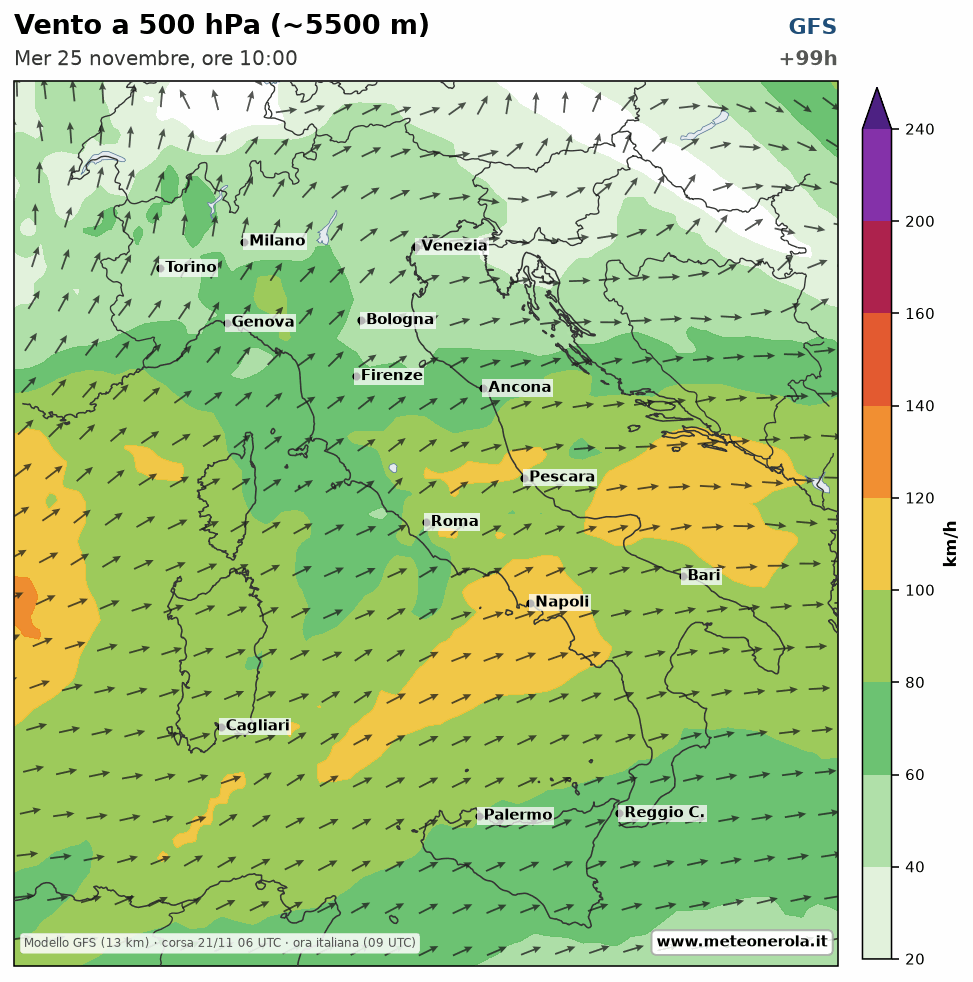 Vento a 500 hPa (~5500 m)
GFS
Mer 25 novembre, ore 10:00
+99h
Milano
Venezia
Torino
Genova
Bologna
Firenze
Ancona
Pescara
Roma
Bari
Napoli
Cagliari
Palermo
Reggio C.
240
200
160
140
120
100
80
60
40
20
km/h
Modello GFS (13 km) · corsa 21/11 06 UTC · ora italiana (09 UTC)
www.meteonerola.it